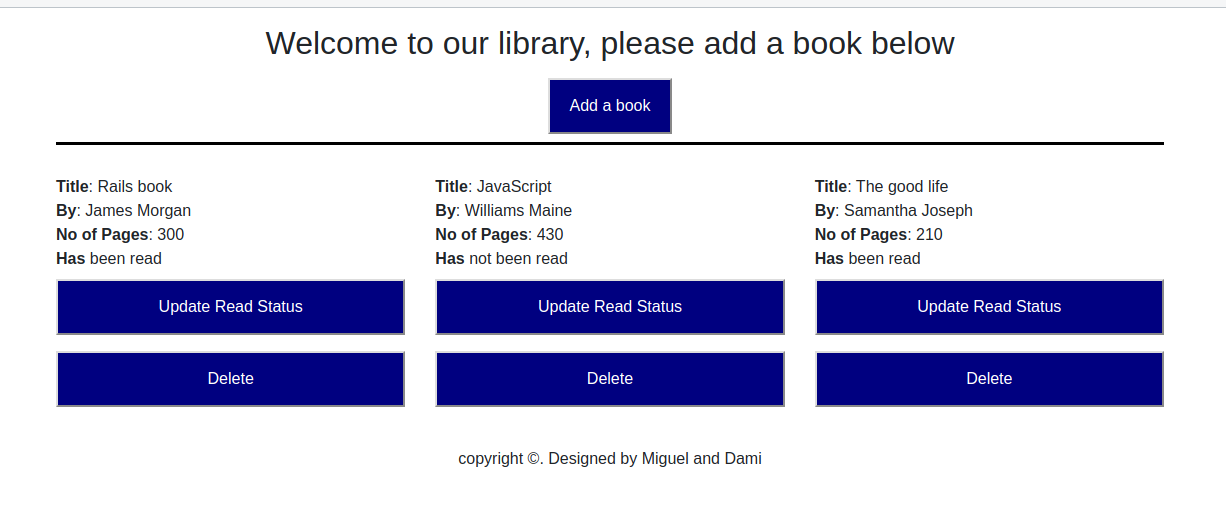 Welcome to our library, please add a book below
Add a book
Title: Rails book
By: James Morgan
No of Pages: 300
Has been read
Update Read Status
Delete
Title: JavaScript
By: Williams Maine
No of Pages: 430
Has not been read
Update Read Status
Delete
Title: The good life
By: Samantha Joseph
No of Pages: 210
Has been read
Update Read Status
Delete
copyright ©. Designed by Miguel and Dami